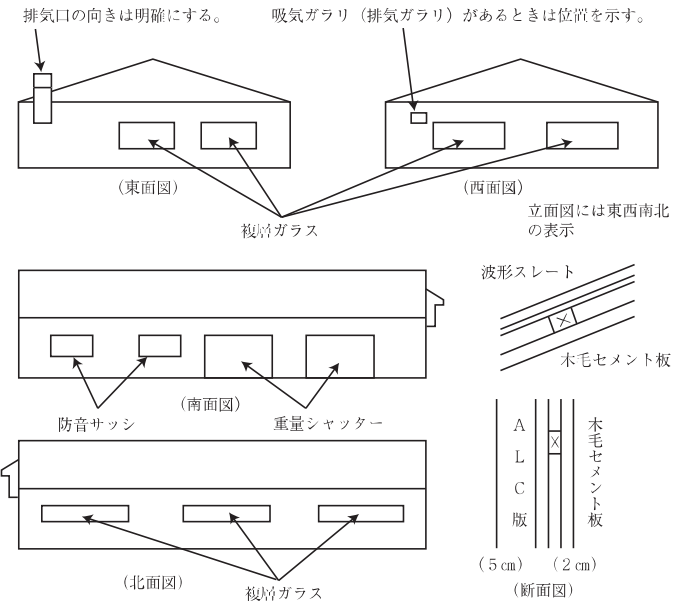 排気口の向きは明確にする。
吸気ガラリ（排気ガラリ）があるときは位置を示す。
（東面図）
（西面図）
複層ガラス
立面図には東西南北
の表示
波形スレート
木毛セメント板
防音サッシ
（南面図）
重量シャッター
ＡＬＣ版
木毛セメント板
（５㎝）
（２㎝）
（断面図）
（北面図）
複層ガラス